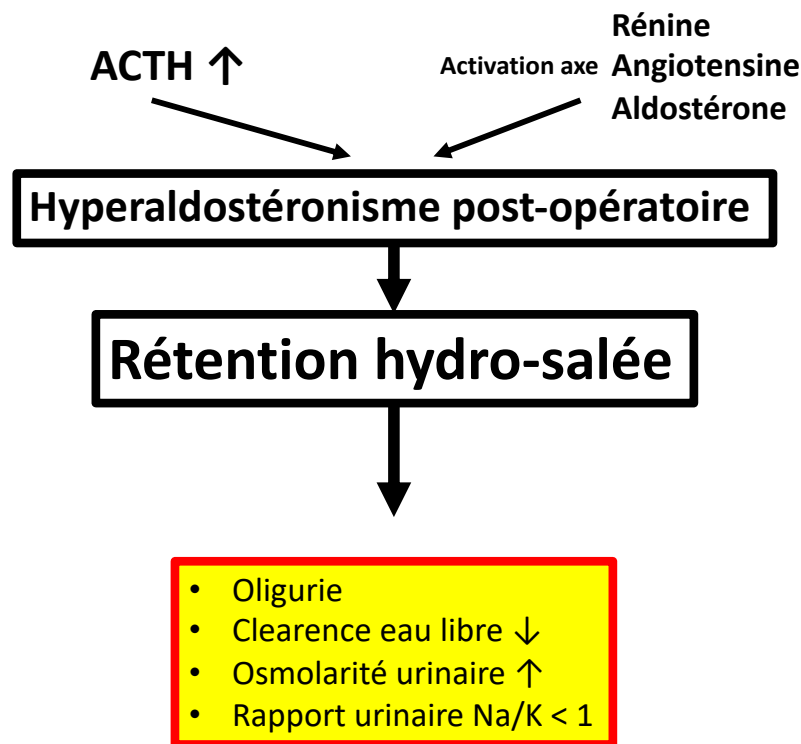 ACTH ↑
Rénine
Activation axe Angiotensine
Aldostérone
Hyperaldostéronisme post-opératoire
Rétention hydro-salée
• Oligurie
• Clearence eau libre ↓
• Osmolarité urinaire ↑
• Rapport urinaire Na/K < 1